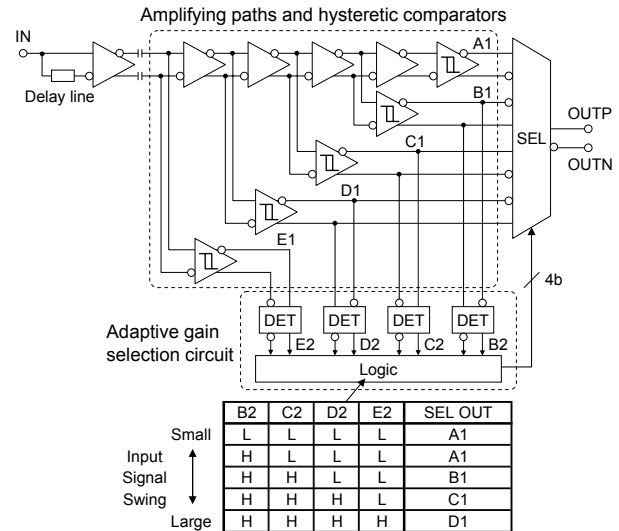 Amplifying paths and hysteretic comparators
IN
A1
Delay line
B1
OUTP
SEL
C1
OUTN
D1
E1
4b
DET DET DET DET
Adaptive gain
selection circuit
E2 D2 C2 B2
Logic
B2 C2 D2 E2 SEL OUT
Small L L L L A1
Input H L L L A1
Signal H H L L B1
Swing H H H L C1
Large H H H H D1